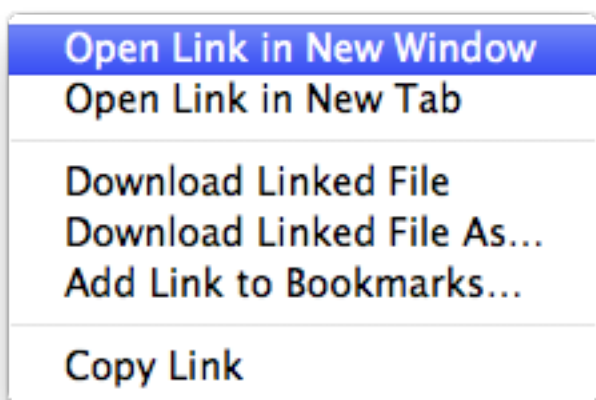 Open Link in New Window
Open Link in New Tab
Download Linked File
Download Linked File As...
Add Link to Bookmarks...
Copy Link